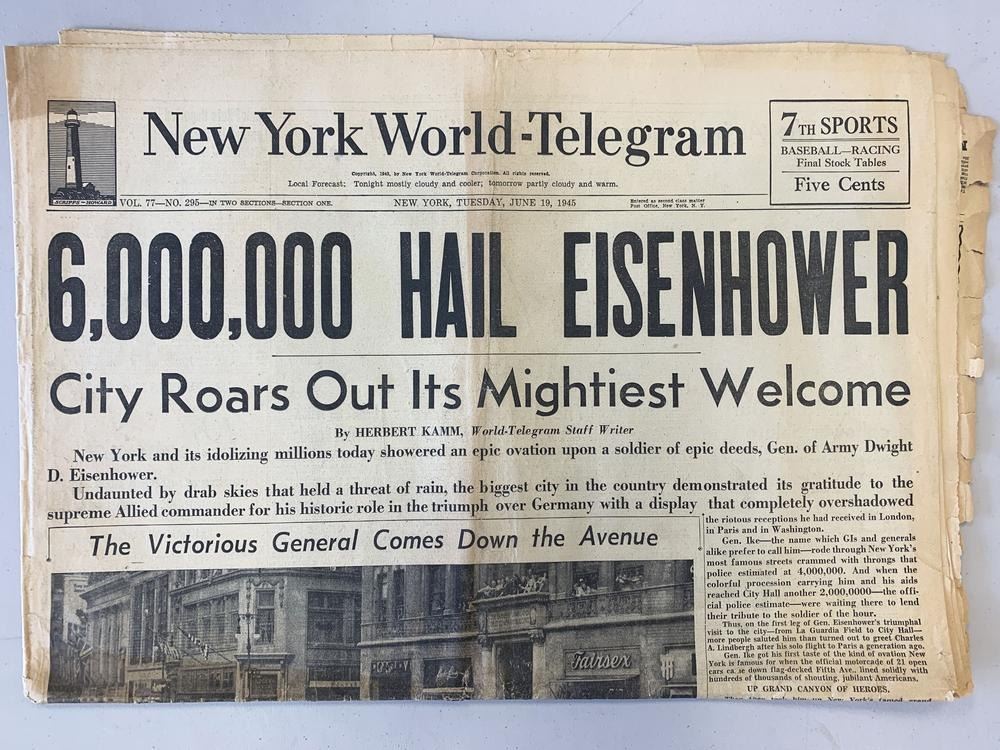 New York World-Telegram
7TH SPORTS
BASEBALL—RACING
Final Stock Tables
Five Cents
Copyright, 1945, by New York World-Telegram Corporation. All rights reserved.
Local Forecast: Tonight mostly cloudy and cooler; tomorrow partly cloudy and warm.
SCRIPPS—HOWARD
VOL. 77—NO. 295—IN TWO SECTIONS—SECTION ONE.
NEW YORK, TUESDAY, JUNE 19, 1945
Entered as second class matter
Post Office, New York, N. Y.
6,000,000 HAIL EISENHOWER
City Roars Out Its Mightiest Welcome
By HERBERT KAMM, World-Telegram Staff Writer
New York and its idolizing millions today showered an epic ovation upon a soldier of epic deeds, Gen. of Army Dwight
D. Eisenhower.
Undaunted by drab skies that held a threat of rain, the biggest city in the country demonstrated its gratitude to the
supreme Allied commander for his historic role in the triumph over Germany with a display that completely overshadowed
the riotous receptions he had received in London,
in Paris and in Washington.
Gen. Ike—the name which GIs and generals
alike prefer to call him—rode through New York's
most famous streets crammed with throngs that
police estimated at 4,000,000. And when the
colorful procession carrying him and his aids
reached City Hall another 2,000,0000—the offi-
cial police estimate—were waiting there to lend
their tribute to the soldier of the hour.
Thus, on the first leg of Gen. Eisenhower's triumphal
visit to the city—from La Guardia Field to City Hall—
more people saluted him than turned out to greet Charles
A. Lindbergh after his solo flight to Paris a generation ago.
Gen. Ike got his first taste of the kind of ovation New
York is famous for when the official motorcade of 21 open
cars ca.se down flag-decked Fifth Ave., lined solidly with
hundreds of thousands of shouting, jubilant Americans.
UP GRAND CANYON OF HEROES.
The Victorious General Comes Down the Avenue
Tairsex